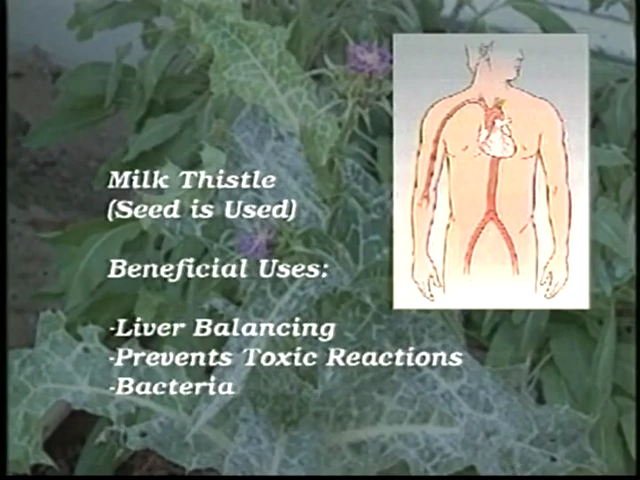 Milk Thistle
(Seed is Used)
Beneficial Uses:
-Liver Balancing
-Prevents Toxic Reactions
-Bacteria